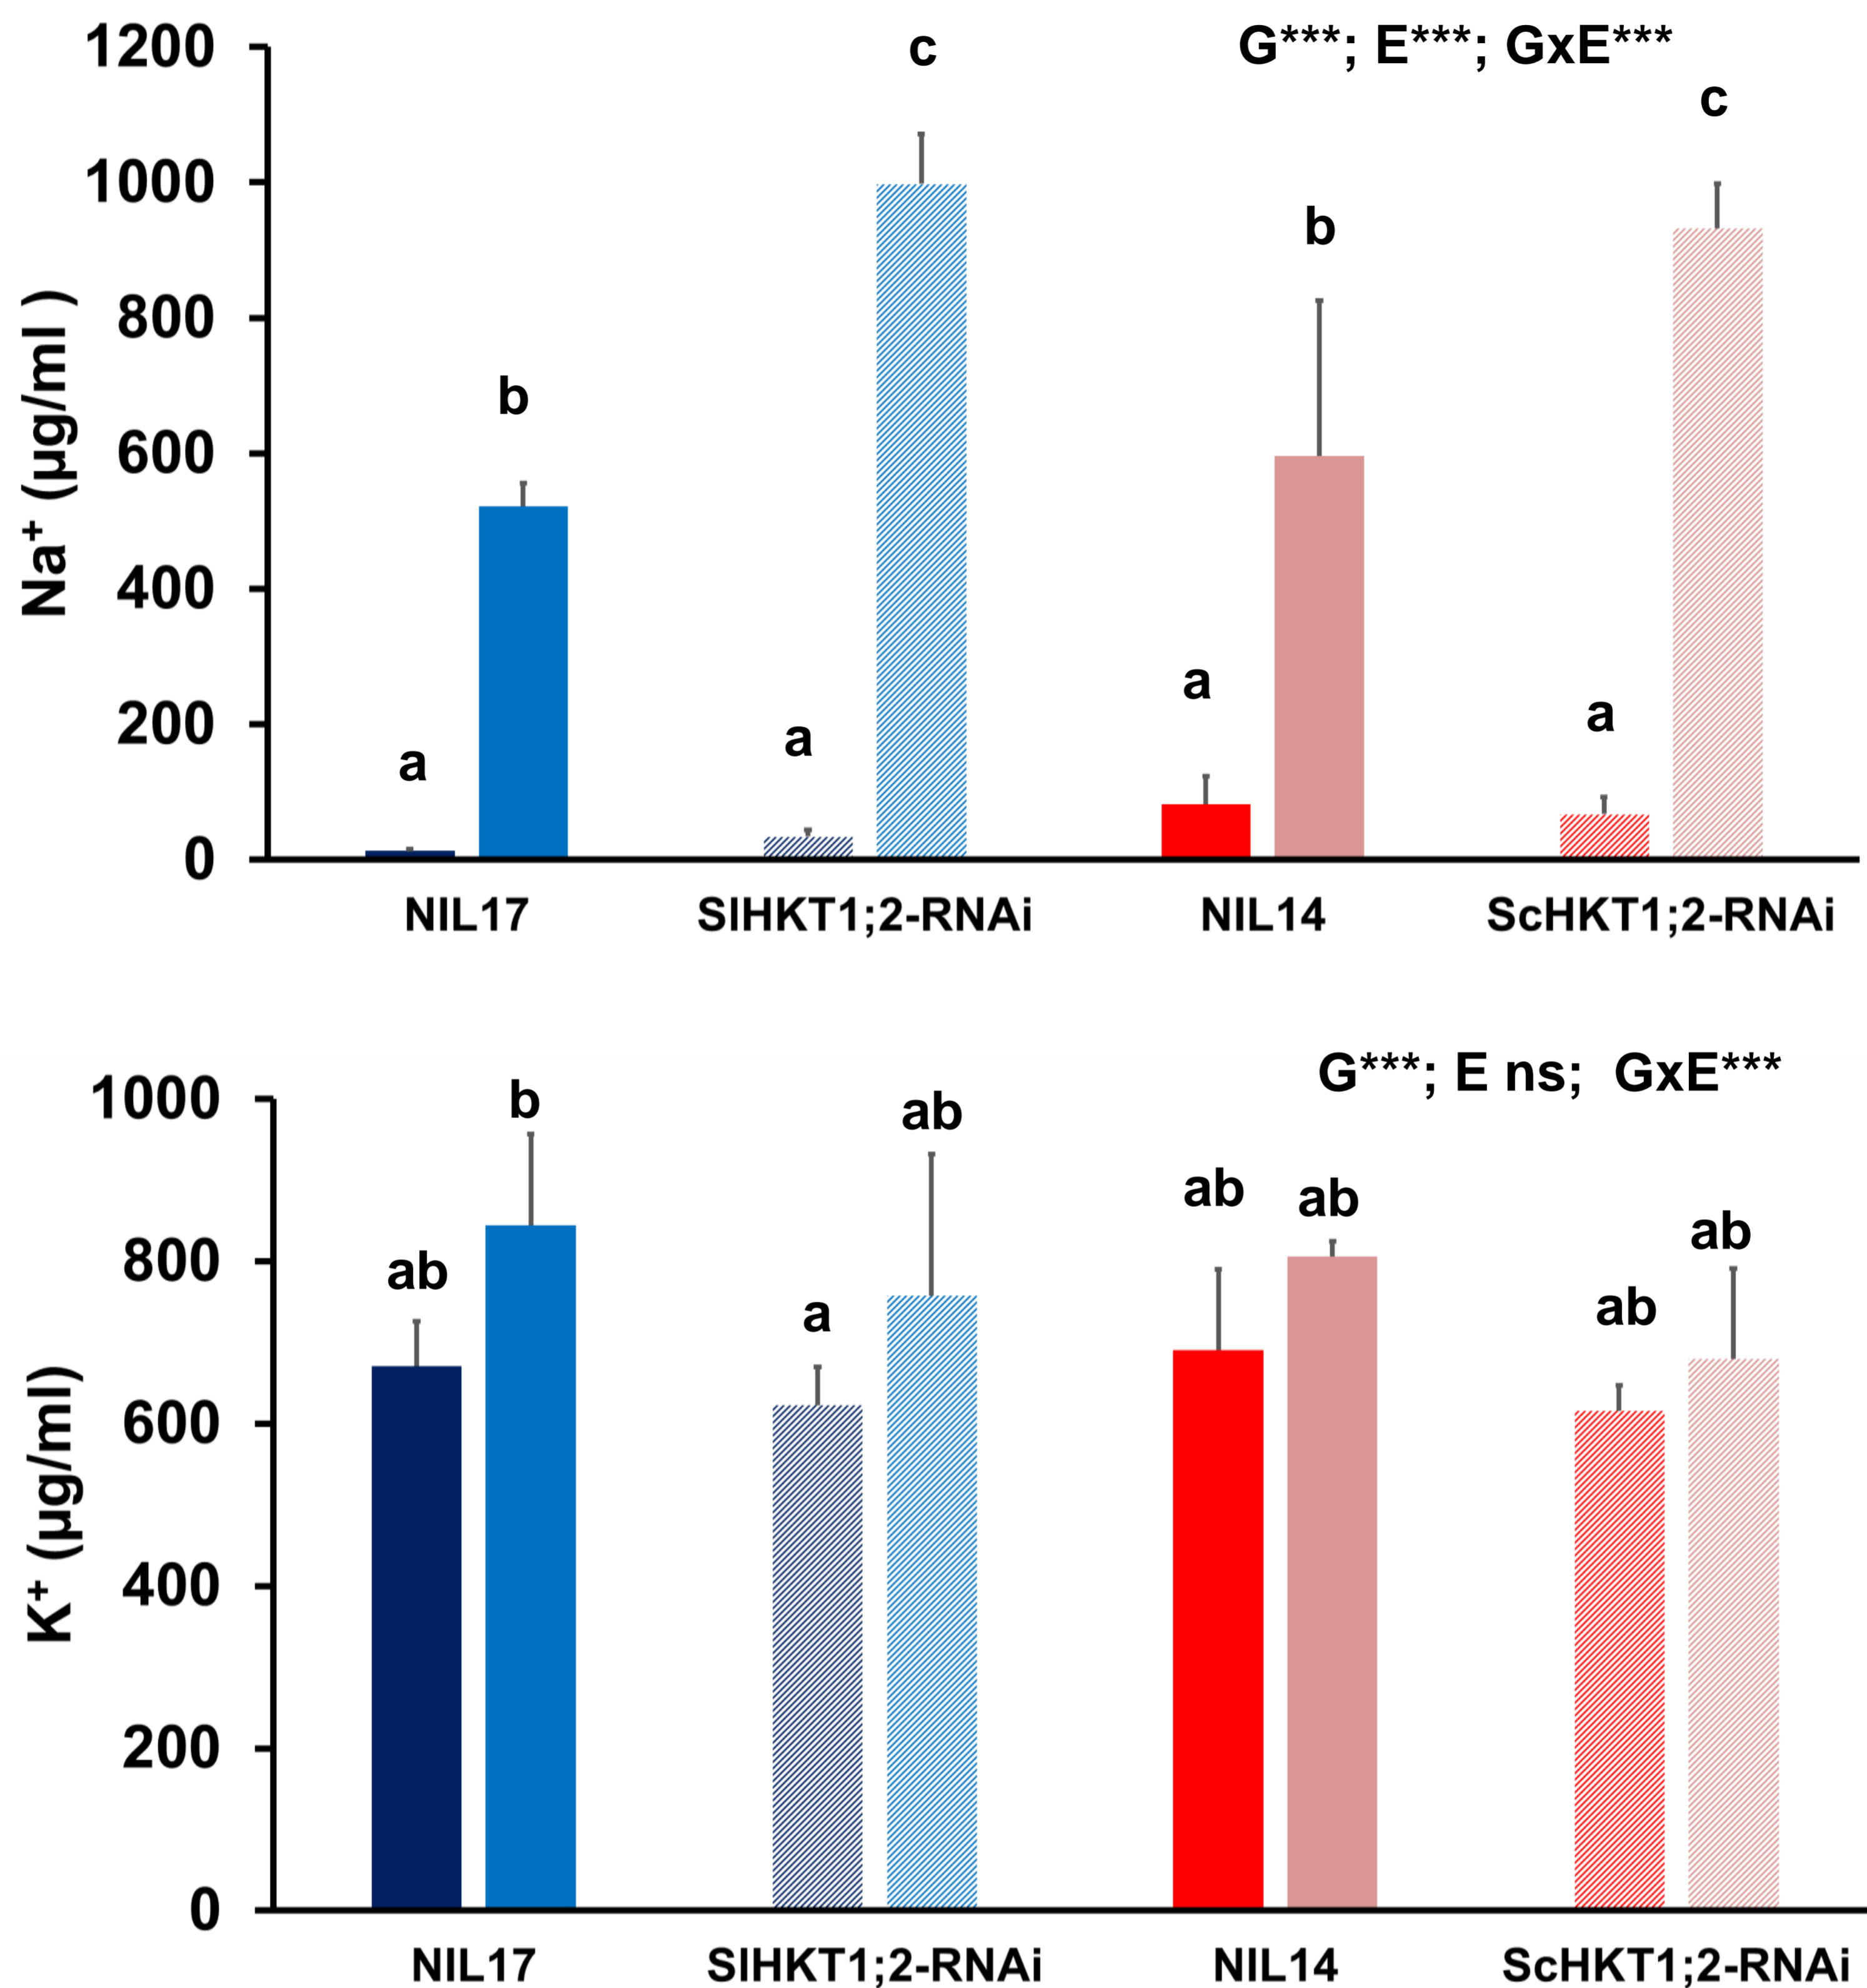 G***; E***; GxE***
Na⁺ (µg/ml )
1200
1000
800
600
400
200
0
a
b
a
c
a
b
a
c
NIL17
SlHKT1;2-RNAi
NIL14
ScHKT1;2-RNAi
G***; E ns; GxE***
K⁺ (µg/ml)
1000
800
600
400
200
0
ab
b
a
ab
ab
ab
ab
ab
NIL17
SlHKT1;2-RNAi
NIL14
ScHKT1;2-RNAi